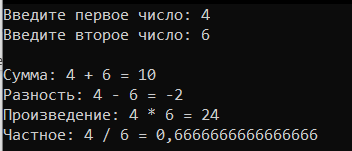 Введите первое число: 4
Введите второе число: 6
Сумма: 4 + 6 = 10
Разность: 4 - 6 = -2
Произведение: 4 * 6 = 24
Частное: 4 / 6 = 0,6666666666666666